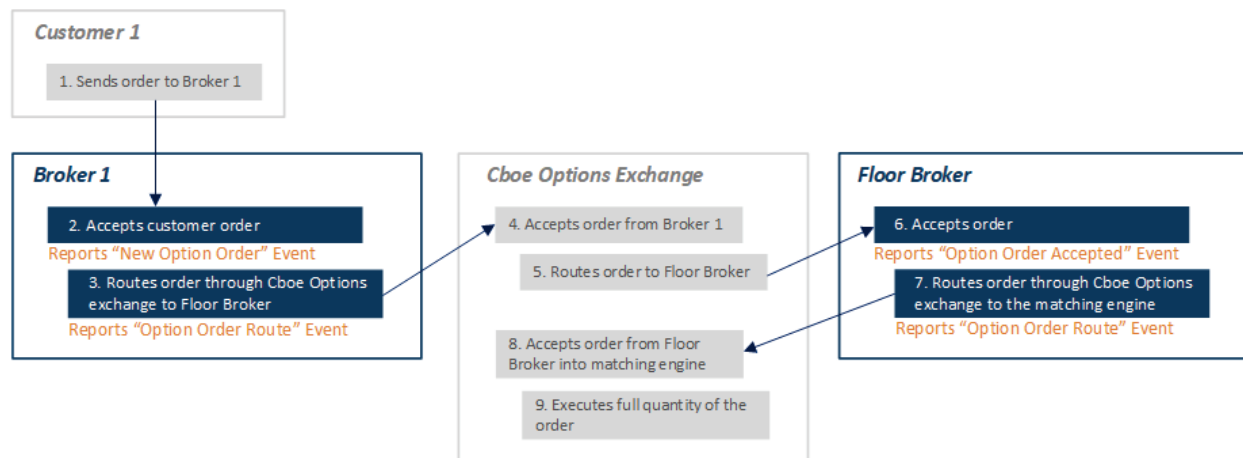 Customer 1
1. Sends order to Broker 1
Broker 1
2. Accepts customer order
Reports “New Option Order” Event
3. Routes order through Cboe Options
exchange to Floor Broker
Reports “Option Order Route” Event
Cboe Options Exchange
4. Accepts order from Broker 1
5. Routes order to Floor Broker
8. Accepts order from Floor
Broker into matching engine
9. Executes full quantity of the
order
Floor Broker
6. Accepts order
Reports “Option Order Accepted” Event
7. Routes order through Cboe Options
exchange to the matching engine
Reports “Option Order Route” Event